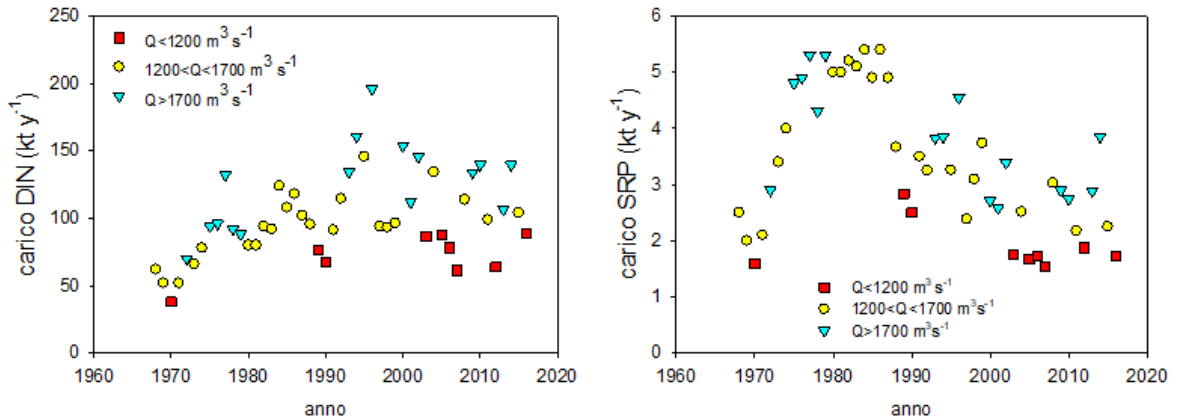 250
200
150
100
50
0
carico DIN (kt y⁻¹)
Q<1200 m³ s⁻¹
1200<Q<1700 m³ s⁻¹
Q>1700 m³ s⁻¹
1960 1970 1980 1990 2000 2010 2020
anno
6
5
4
3
2
1
0
carico SRP (kt y⁻¹)
Q<1200 m³ s⁻¹
1200<Q<1700 m³s⁻¹
Q>1700 m³s⁻¹
1960 1970 1980 1990 2000 2010 2020
anno